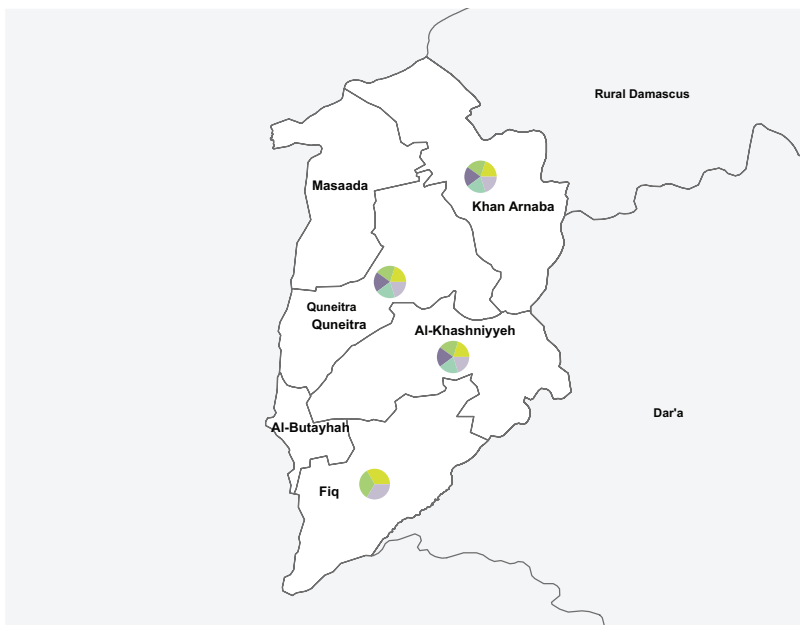 Rural Damascus
Masaada
Khan Arnaba
Quneitra
Quneitra
Al-Khashniyyeh
Dar'a
Al-Butayhah
Fiq